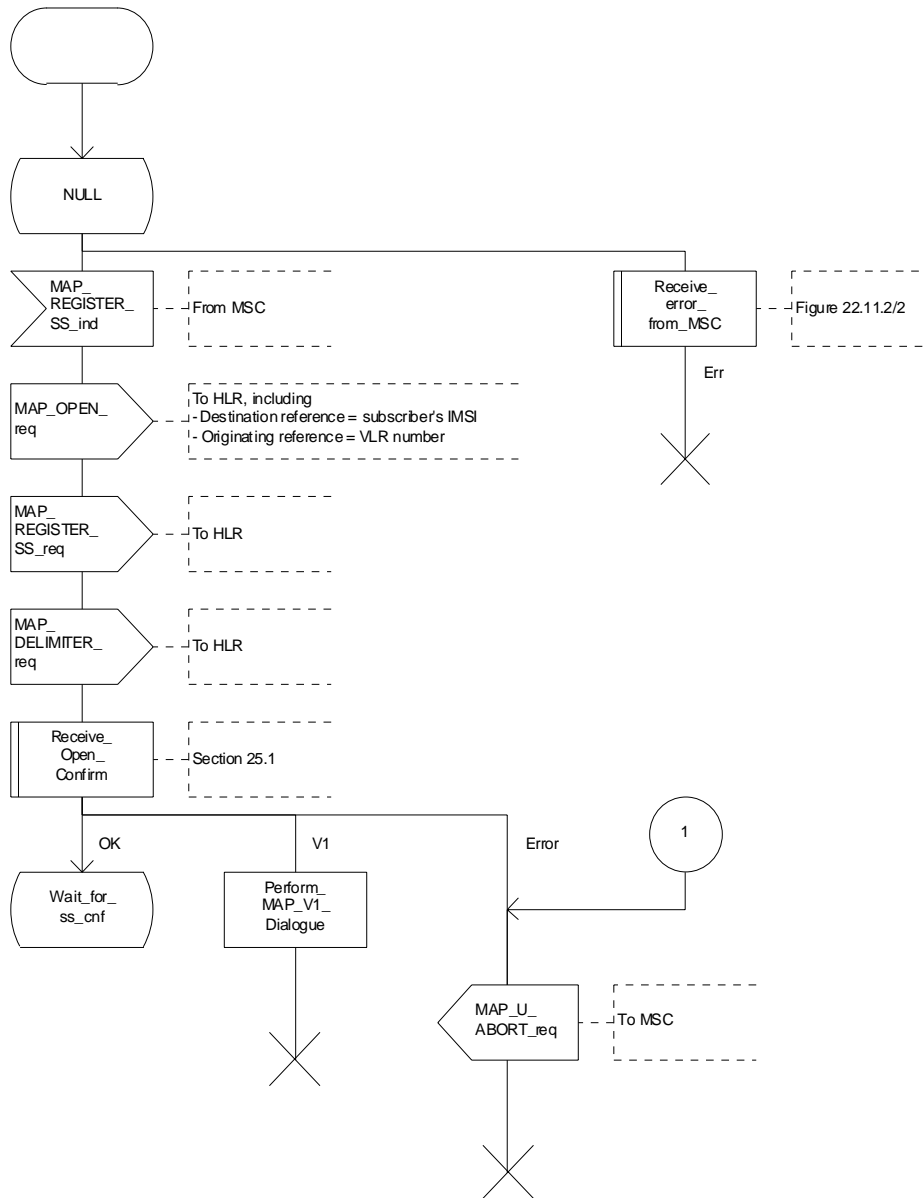 NULL
MAP_
REGISTER_
SS_ind
From MSC
Receive_
error_
from_MSC
Figure 22.11.2/2
Err
MAP_OPEN_
req
To HLR, including
- Destination reference = subscriber's IMSI
- Originating reference = VLR number
MAP_
REGISTER_
SS_req
To HLR
MAP_
DELIMITER_
req
To HLR
Receive_
Open_
Confirm
Section 25.1
OK
V1
Error
1
Wait_for_
ss_cnf
Perform_
MAP_V1_
Dialogue
MAP_U_
ABORT_req
To MSC